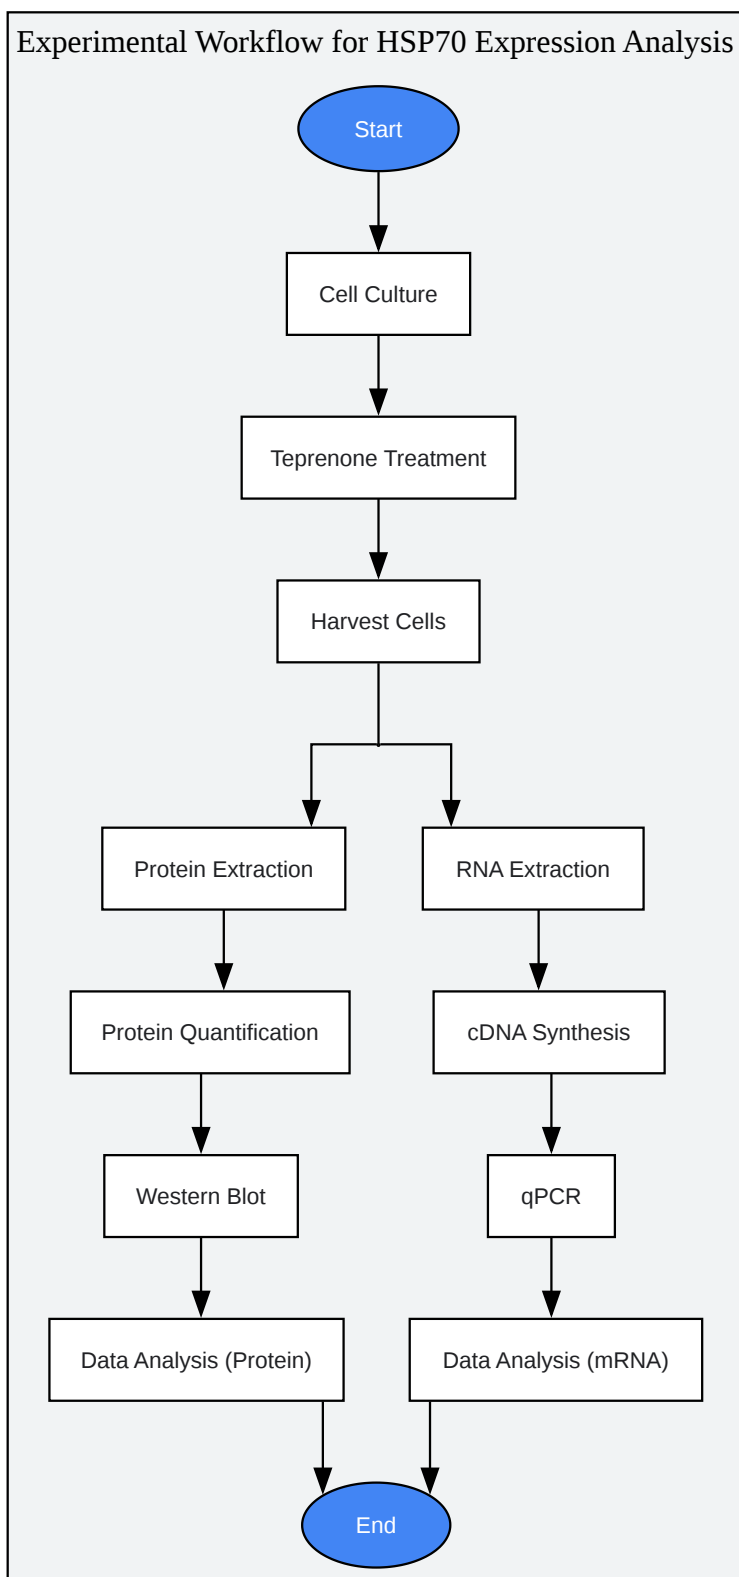 Experimental Workflow for HSP70 Expression Analysis
Start
Cell Culture
Teprenone Treatment
Harvest Cells
Protein Extraction
RNA Extraction
Protein Quantification
cDNA Synthesis
Western Blot
qPCR
Data Analysis (Protein)
Data Analysis (mRNA)
End